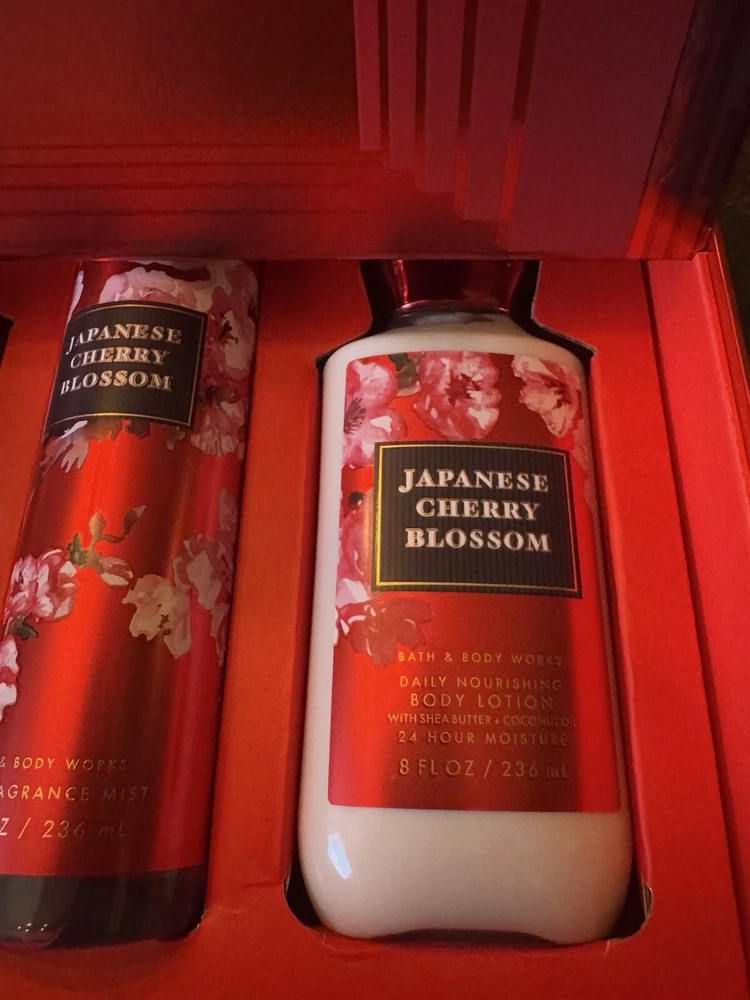 JAPANESE
CHERRY
BLOSSOM
& BODY WORKS
FRAGRANCE MIST
Z / 236 mL
JAPANESE
CHERRY
BLOSSOM
BATH & BODY WORKS
DAILY NOURISHING
BODY LOTION
WITH SHEA BUTTER + COCONUT OIL
24 HOUR MOISTURE
8 FL OZ / 236 mL